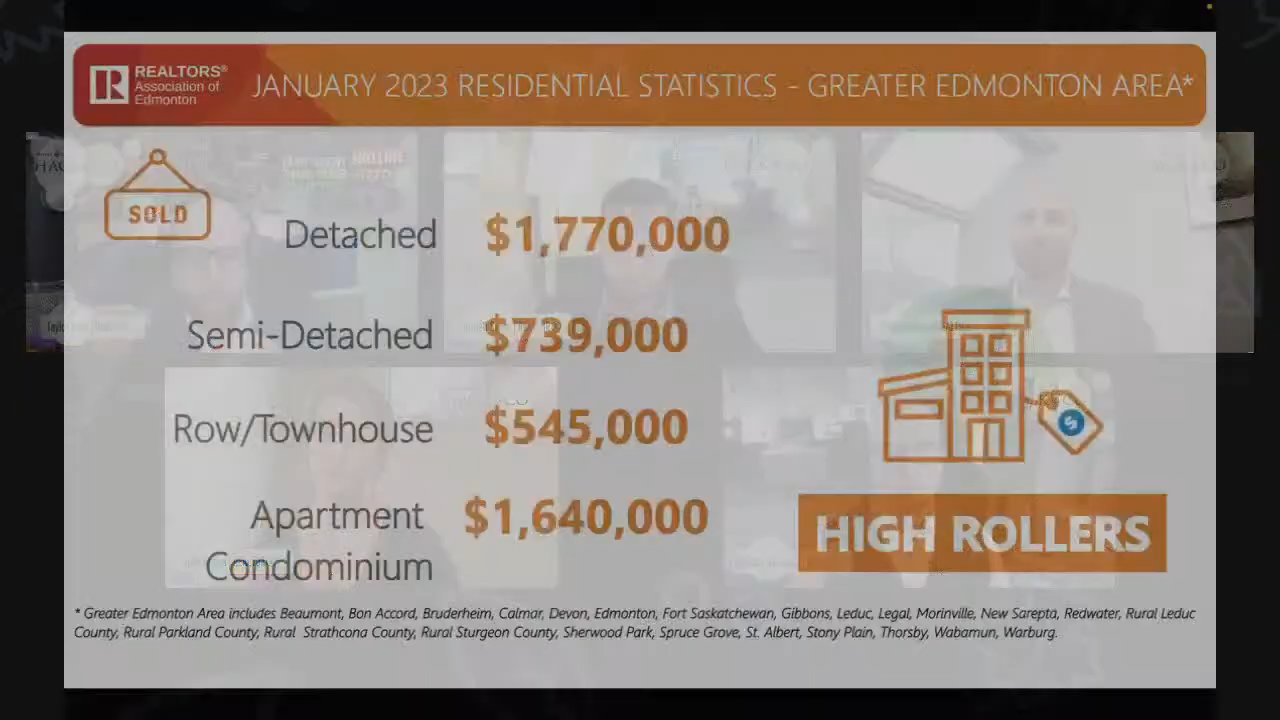 REALTORS®
Association of
Edmonton
JANUARY 2023 RESIDENTIAL STATISTICS - GREATER EDMONTON AREA*
SOLD
Detached $1,770,000
Semi-Detached $739,000
Row/Townhouse $545,000
Apartment $1,640,000
Condominium
$
HIGH ROLLERS
* Greater Edmonton Area includes Beaumont, Bon Accord, Bruderheim, Calmar, Devon, Edmonton, Fort Saskatchewan, Gibbons, Leduc, Legal, Morinville, New Sarepta, Redwater, Rural Leduc
County, Rural Parkland County, Rural Strathcona County, Rural Sturgeon County, Sherwood Park, Spruce Grove, St. Albert, Stony Plain, Thorsby, Wabamun, Warburg.